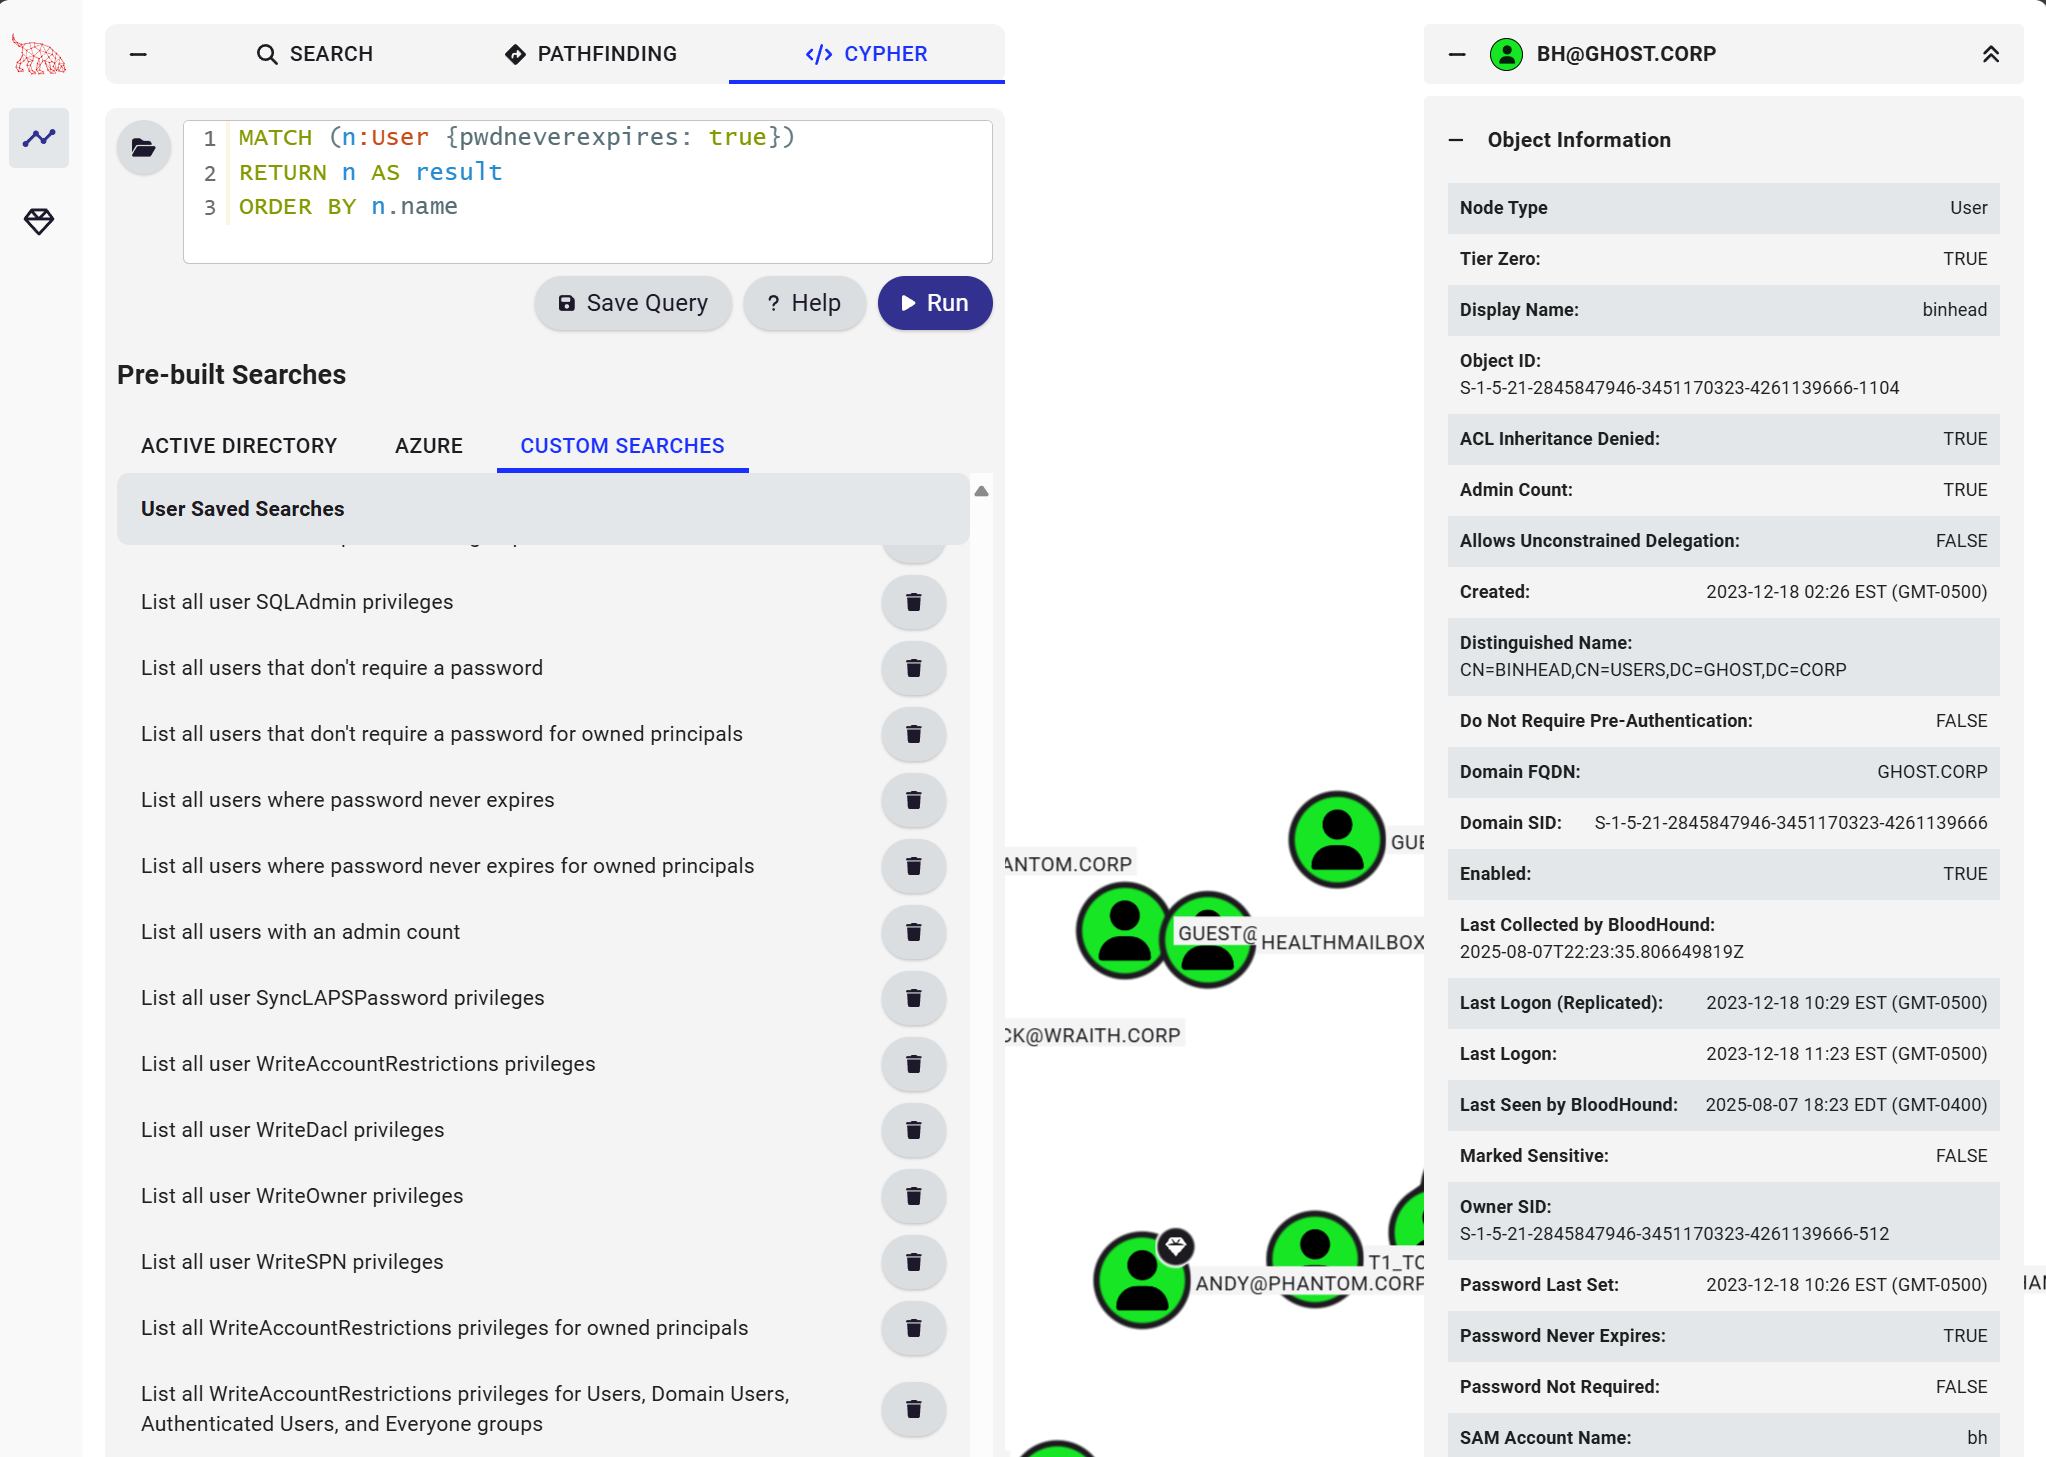 SEARCH
PATHFINDING
</> CYPHER
1 MATCH (n:User {pwdneverexpires: true})
2 RETURN n AS result
3 ORDER BY n.name
Save Query
? Help
Run
Pre-built Searches
ACTIVE DIRECTORY
AZURE
CUSTOM SEARCHES
User Saved Searches
List all user SQLAdmin privileges
List all users that don't require a password
List all users that don't require a password for owned principals
List all users where password never expires
List all users where password never expires for owned principals
List all users with an admin count
List all user SyncLAPSPassword privileges
List all user WriteAccountRestrictions privileges
List all user WriteDacl privileges
List all user WriteOwner privileges
List all user WriteSPN privileges
List all WriteAccountRestrictions privileges for owned principals
List all WriteAccountRestrictions privileges for Users, Domain Users,
Authenticated Users, and Everyone groups
GUE
ANTOM.CORP
GUEST@
HEALTHMAILBOX
CK@WRAITH.CORP
T1_TO
ANDY@PHANTOM.CORP
BH@GHOST.CORP
Object Information
Node Type User
Tier Zero: TRUE
Display Name: binhead
Object ID:
S-1-5-21-2845847946-3451170323-4261139666-1104
ACL Inheritance Denied: TRUE
Admin Count: TRUE
Allows Unconstrained Delegation: FALSE
Created: 2023-12-18 02:26 EST (GMT-0500)
Distinguished Name:
CN=BINHEAD,CN=USERS,DC=GHOST,DC=CORP
Do Not Require Pre-Authentication: FALSE
Domain FQDN: GHOST.CORP
Domain SID: S-1-5-21-2845847946-3451170323-4261139666
Enabled: TRUE
Last Collected by BloodHound:
2025-08-07T22:23:35.806649819Z
Last Logon (Replicated): 2023-12-18 10:29 EST (GMT-0500)
Last Logon: 2023-12-18 11:23 EST (GMT-0500)
Last Seen by BloodHound: 2025-08-07 18:23 EDT (GMT-0400)
Marked Sensitive: FALSE
Owner SID:
S-1-5-21-2845847946-3451170323-4261139666-512
Password Last Set: 2023-12-18 10:26 EST (GMT-0500)
Password Never Expires: TRUE
Password Not Required: FALSE
SAM Account Name: bh